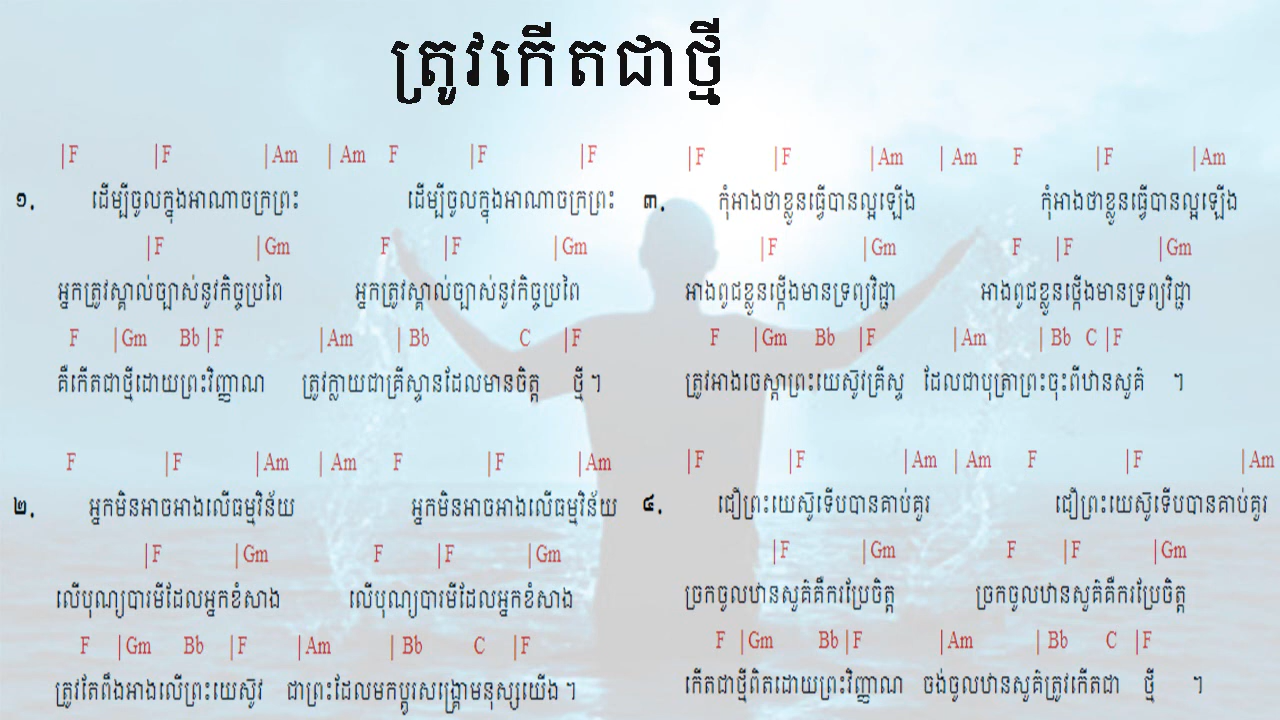 ត្រូវកើតជាថ្មី
|F |F |Am | Am F |F |F
១. ដើម្បីចូលក្នុងអាណាចក្រព្រះ ដើម្បីចូលក្នុងអាណាចក្រព្រះ
|F |Gm F |F |Gm
អ្នកត្រូវស្គាល់ច្បាស់នូវកិច្ចប្រពៃ អ្នកត្រូវស្គាល់ច្បាស់នូវកិច្ចប្រពៃ
F |Gm Bb |F |Am | Bb C |F
គឺកើតជាថ្មីដោយព្រះវិញ្ញាណ ត្រូវក្លាយជាគ្រីស្ទានដែលមានចិត្ត ថ្មី ។
F |F |Am | Am F |F |Am
២. អ្នកមិនអាចអាងលើធម្មវិន័យ អ្នកមិនអាចអាងលើធម្មវិន័យ
|F |Gm F |F |Gm
លើបុណ្យបារមីដែលអ្នកខំសាង លើបុណ្យបារមីដែលអ្នកខំសាង
F |Gm Bb |F |Am | Bb C |F
ត្រូវតែពឹងអាងលើព្រះយេស៊ូវ ជាព្រះដែលមកប្តូរសង្គ្រោមនុស្សយើង ។
|F |F |Am | Am F |F |Am
៣. កុំអាងថាខ្លួនធ្វើបានល្អឡើង កុំអាងថាខ្លួនធ្វើបានល្អឡើង
|F |Gm F |F |Gm
អាងពូជខ្លួនថ្កើងមានទ្រព្យវិជ្ជា អាងពូជខ្លួនថ្កើងមានទ្រព្យវិជ្ជា
F |Gm Bb |F |Am | Bb C |F
ត្រូវអាងចេស្តាព្រះយេស៊ូវគ្រីស្ទ ដែលជាបុត្រាព្រះចុះពីឋានសួគ៌ ។
|F |F |Am | Am F |F |Am
៤. ជឿព្រះយេស៊ូទើបបានគាប់គួរ ជឿព្រះយេស៊ូទើបបានគាប់គួរ
|F |Gm F |F |Gm
ច្រកចូលឋានសួគ៌គឺករប្រែចិត្ត ច្រកចូលឋានសួគ៌គឺករប្រែចិត្ត
F |Gm Bb |F |Am | Bb C |F
កើតជាថ្មីពិតដោយព្រះវិញ្ញាណ ចង់ចូលឋានសួគ៌ត្រូវកើតជា ថ្មី ។